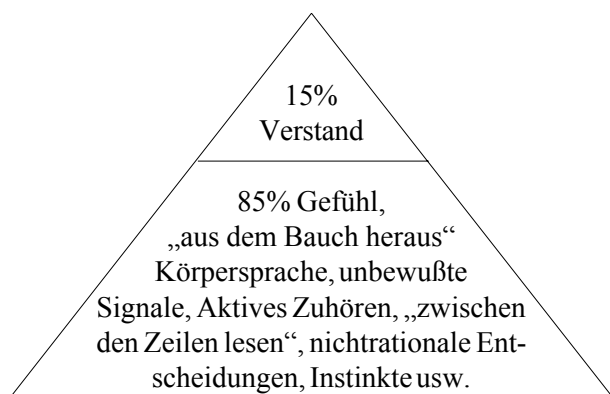 15%
Verstand
85% Gefühl,
„aus dem Bauch heraus“
Körpersprache, unbewußte
Signale, Aktives Zuhören, „zwischen
den Zeilen lesen“, nichtrationale Ent-
scheidungen, Instinkte usw.